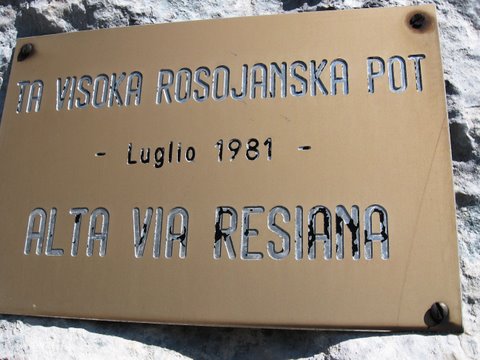 TA VISOKA ROSOJANSKA POT
- Luglio 1981 -
ALTA VIA RESIANA